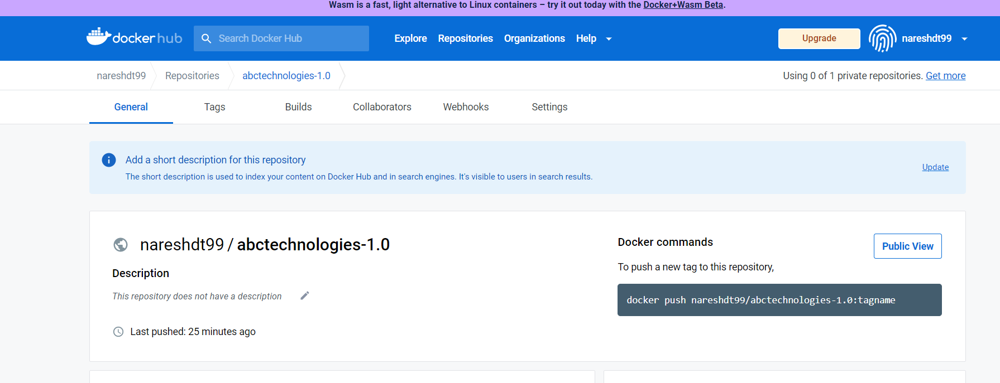 Wasm is a fast, light alternative to Linux containers – try it out today with the Docker+Wasm Beta.
docker hub Search Docker Hub Explore Repositories Organizations Help Upgrade nareshdt99
nareshdt99 Repositories abctechnologies-1.0 Using 0 of 1 private repositories. Get more
General Tags Builds Collaborators Webhooks Settings
Add a short description for this repository
Update
The short description is used to index your content on Docker Hub and in search engines. It's visible to users in search results.
nareshdt99 / abctechnologies-1.0
Description
This repository does not have a description
Last pushed: 25 minutes ago
Docker commands
Public View
To push a new tag to this repository,
docker push nareshdt99/abctechnologies-1.0:tagname